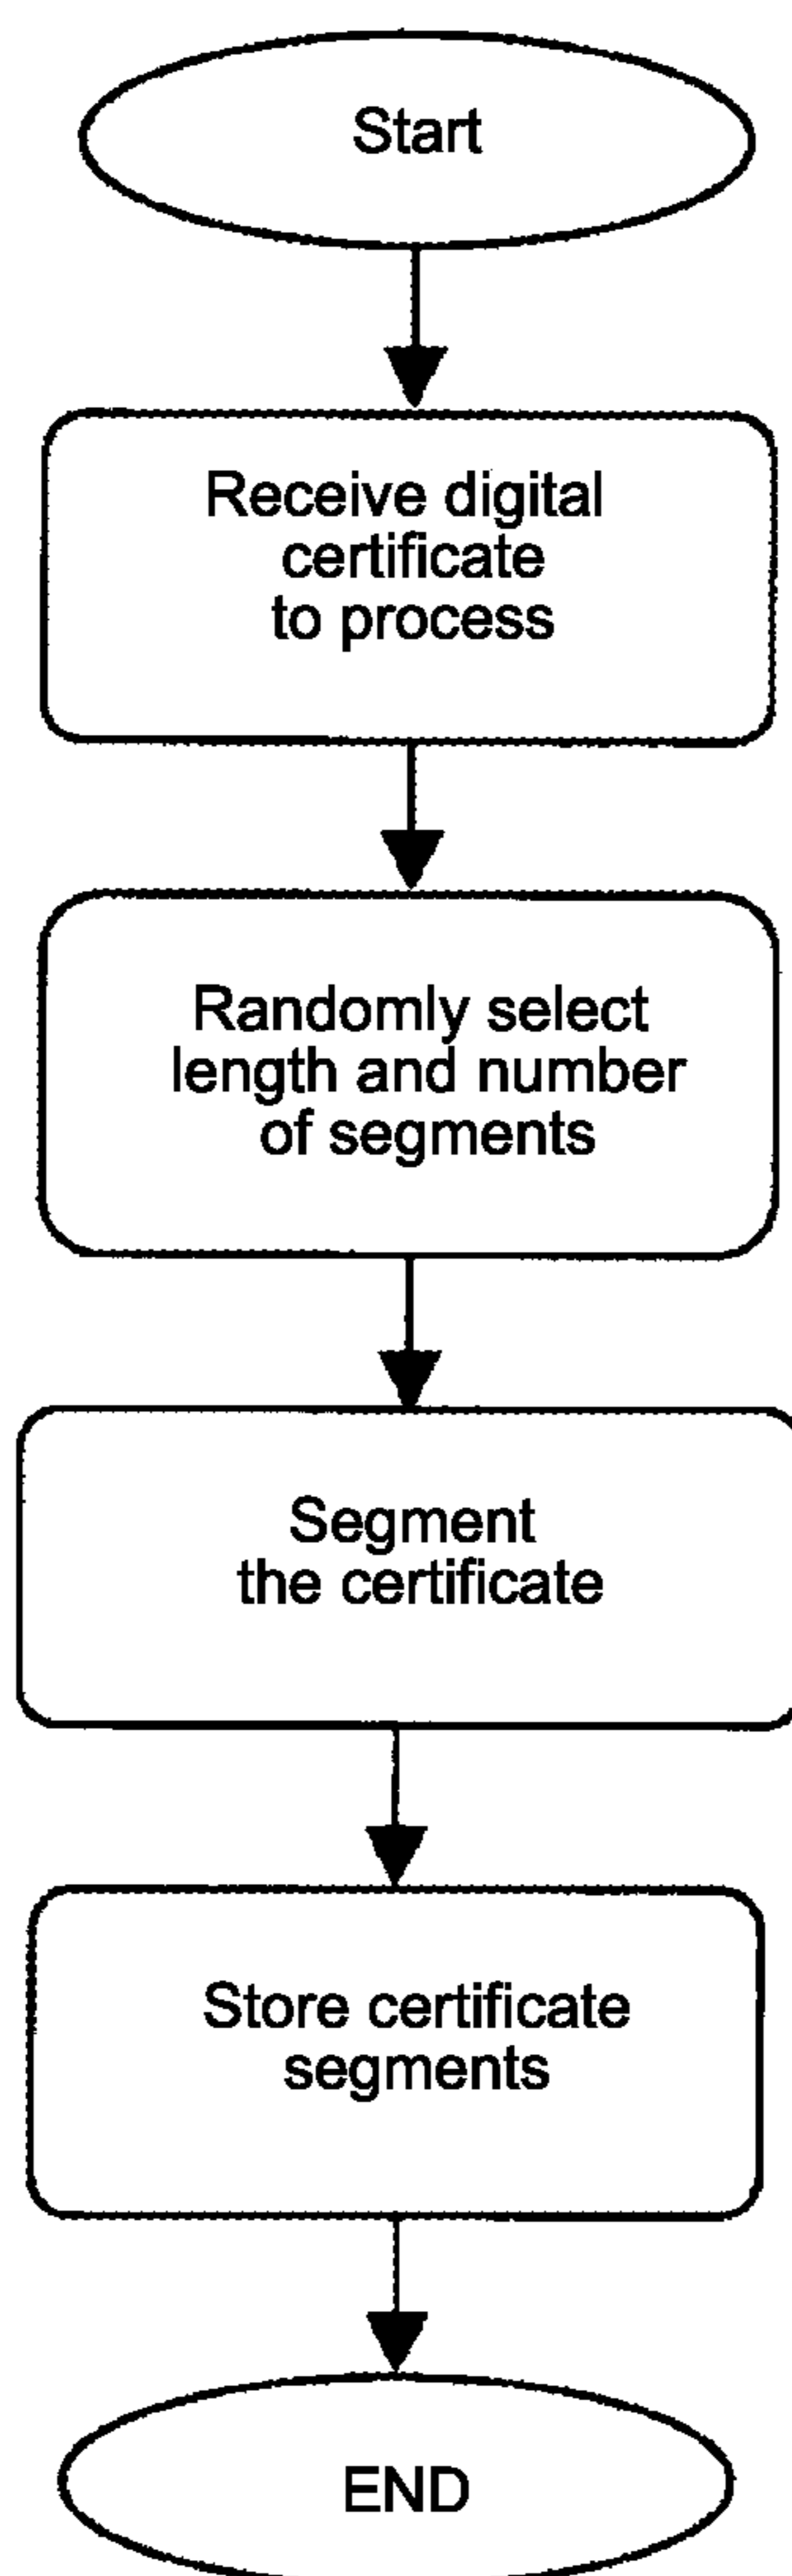 Start
Receive digital
certificate
to process
Randomly select
length and number
of segments
Segment
the certificate
Store certificate
segments
END